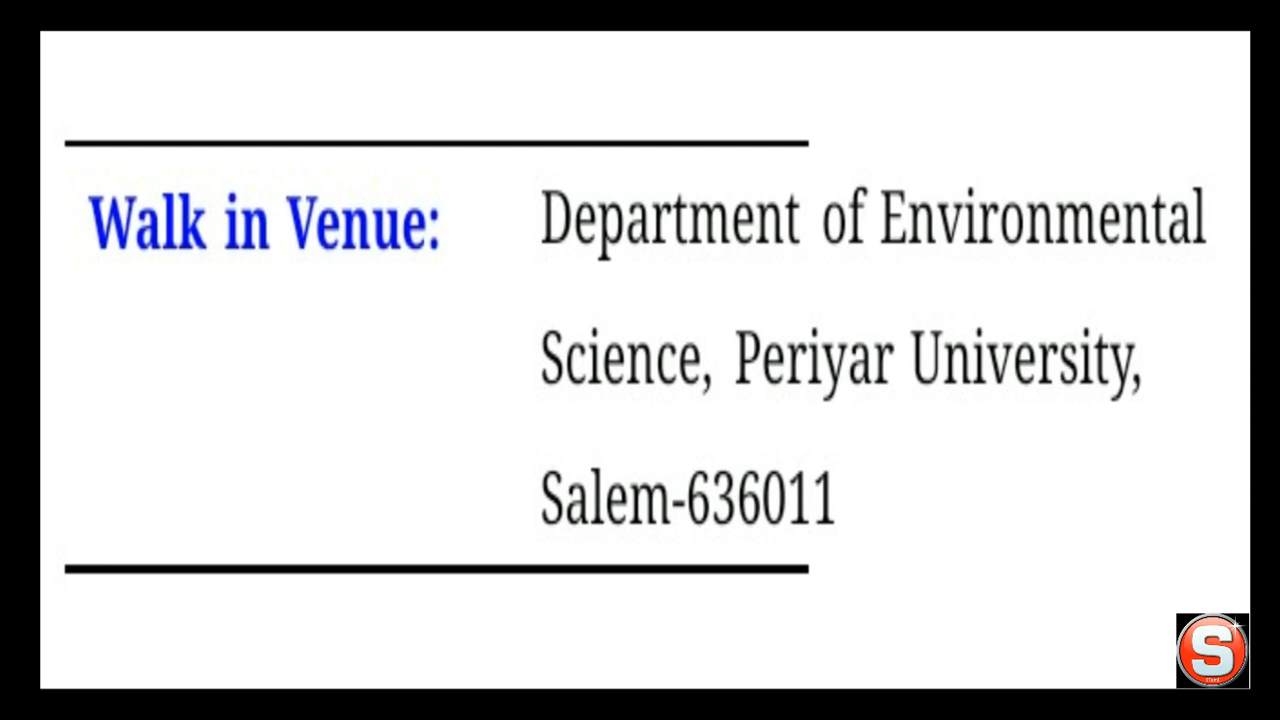 Walk in Venue: Department of Environmental
Science, Periyar University,
Salem-636011
S